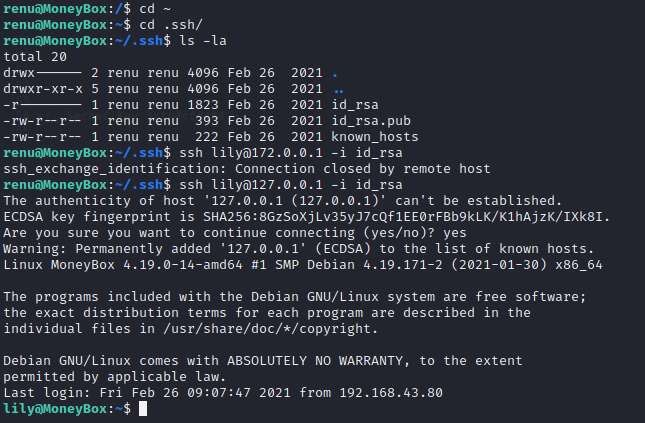 renu@MoneyBox:/$ cd ~
renu@MoneyBox:~$ cd .ssh/
renu@MoneyBox:~/.ssh$ ls -la
total 20
drwx------ 2 renu renu 4096 Feb 26  2021 .
drwxr-xr-x 5 renu renu 4096 Feb 26  2021 ..
-r-------- 1 renu renu 1823 Feb 26  2021 id_rsa
-rw-r--r-- 1 renu renu  393 Feb 26  2021 id_rsa.pub
-rw-r--r-- 1 renu renu  222 Feb 26  2021 known_hosts
renu@MoneyBox:~/.ssh$ ssh lily@172.0.0.1 -i id_rsa
ssh_exchange_identification: Connection closed by remote host
renu@MoneyBox:~/.ssh$ ssh lily@127.0.0.1 -i id_rsa
The authenticity of host '127.0.0.1 (127.0.0.1)' can't be established.
ECDSA key fingerprint is SHA256:8GzSoXjLv35yJ7cQf1EE0rFBb9kLK/K1hAjzK/IXk8I.
Are you sure you want to continue connecting (yes/no)? yes
Warning: Permanently added '127.0.0.1' (ECDSA) to the list of known hosts.
Linux MoneyBox 4.19.0-14-amd64 #1 SMP Debian 4.19.171-2 (2021-01-30) x86_64

The programs included with the Debian GNU/Linux system are free software;
the exact distribution terms for each program are described in the
individual files in /usr/share/doc/*/copyright.

Debian GNU/Linux comes with ABSOLUTELY NO WARRANTY, to the extent
permitted by applicable law.
Last login: Fri Feb 26 09:07:47 2021 from 192.168.43.80
lily@MoneyBox:~$